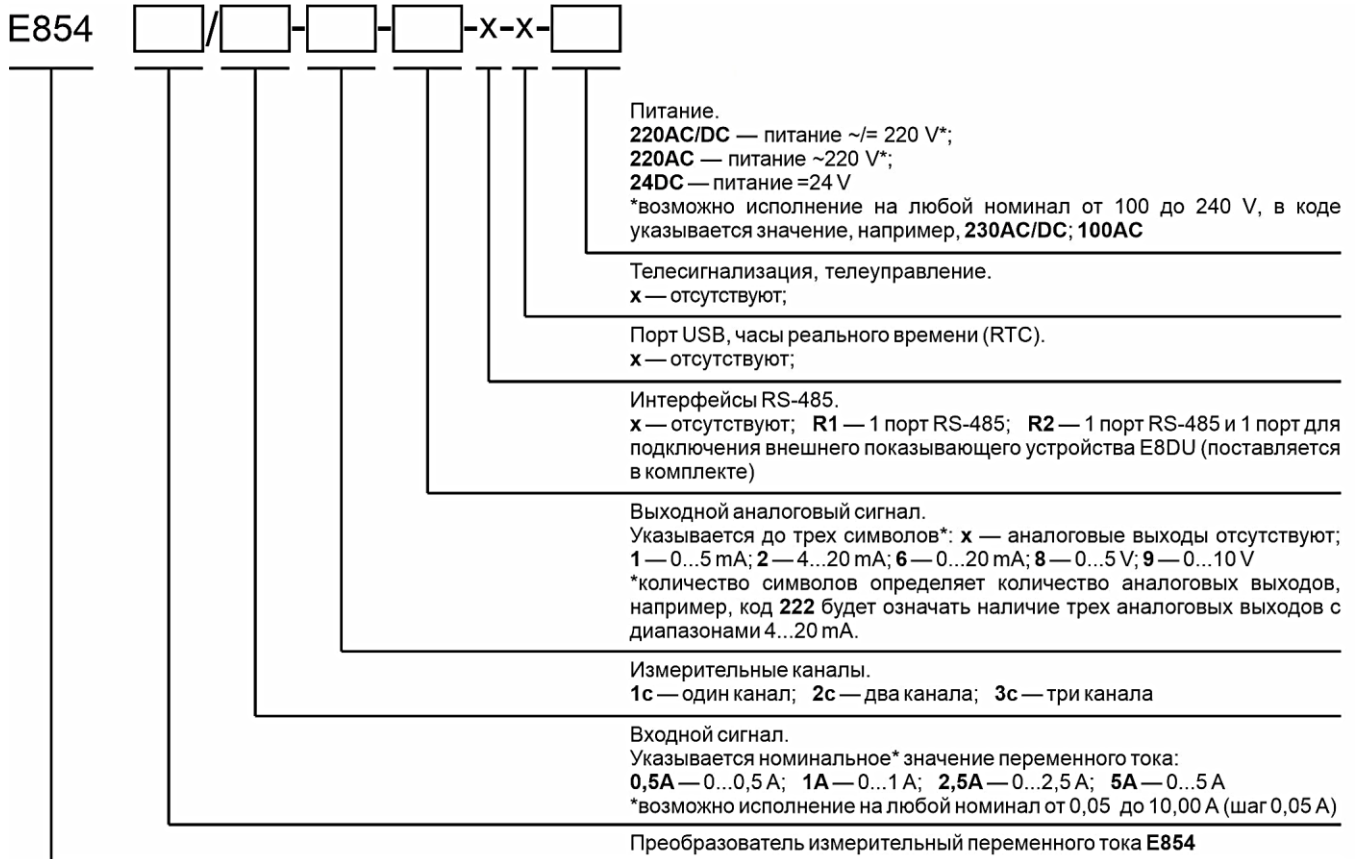 E854 / - - -x-x-
Питание.
220AC/DC — питание ~/= 220 V*;
220AC — питание ~220 V*;
24DC — питание =24 V
*возможно исполнение на любой номинал от 100 до 240 V, в коде
указывается значение, например, 230AC/DC; 100AC
Телесигнализация, телеуправление.
x — отсутствуют;
Порт USB, часы реального времени (RTC).
x — отсутствуют;
Интерфейсы RS-485.
x — отсутствуют; R1 — 1 порт RS-485; R2 — 1 порт RS-485 и 1 порт для
подключения внешнего показывающего устройства E8DU (поставляется
в комплекте)
Выходной аналоговый сигнал.
Указывается до трех символов*: x — аналоговые выходы отсутствуют;
1 — 0...5 mA; 2 — 4...20 mA; 6 — 0...20 mA; 8 — 0...5 V; 9 — 0...10 V
*количество символов определяет количество аналоговых выходов,
например, код 222 будет означать наличие трех аналоговых выходов с
диапазонами 4...20 mA.
Измерительные каналы.
1c — один канал; 2c — два канала; 3c — три канала
Входной сигнал.
Указывается номинальное* значение переменного тока:
0,5A — 0...0,5 A; 1A — 0...1 A; 2,5A — 0...2,5 A; 5A — 0...5 A
*возможно исполнение на любой номинал от 0,05 до 10,00 A (шаг 0,05 A)
Преобразователь измерительный переменного тока E854